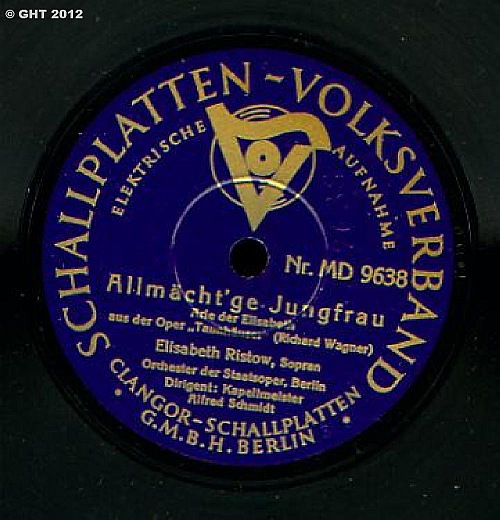 © GHT 2012
SCHALLPLATTEN-VOLKSVERBAND
ELEKTRISCHE AUFNAHME
Nr. MD 9638
Allmächt'ge-Jungfrau
der Elisabeth
aus der Oper „Tannhäuser" (Richard Wagner)
Elisabeth Ristow, Sopran
Orchester der Staatsoper, Berlin
Dirigent: Kapellmeister
Alfred Schmidt
CLANGOR-SCHALLPLATTEN
G.M.B.H. BERLIN